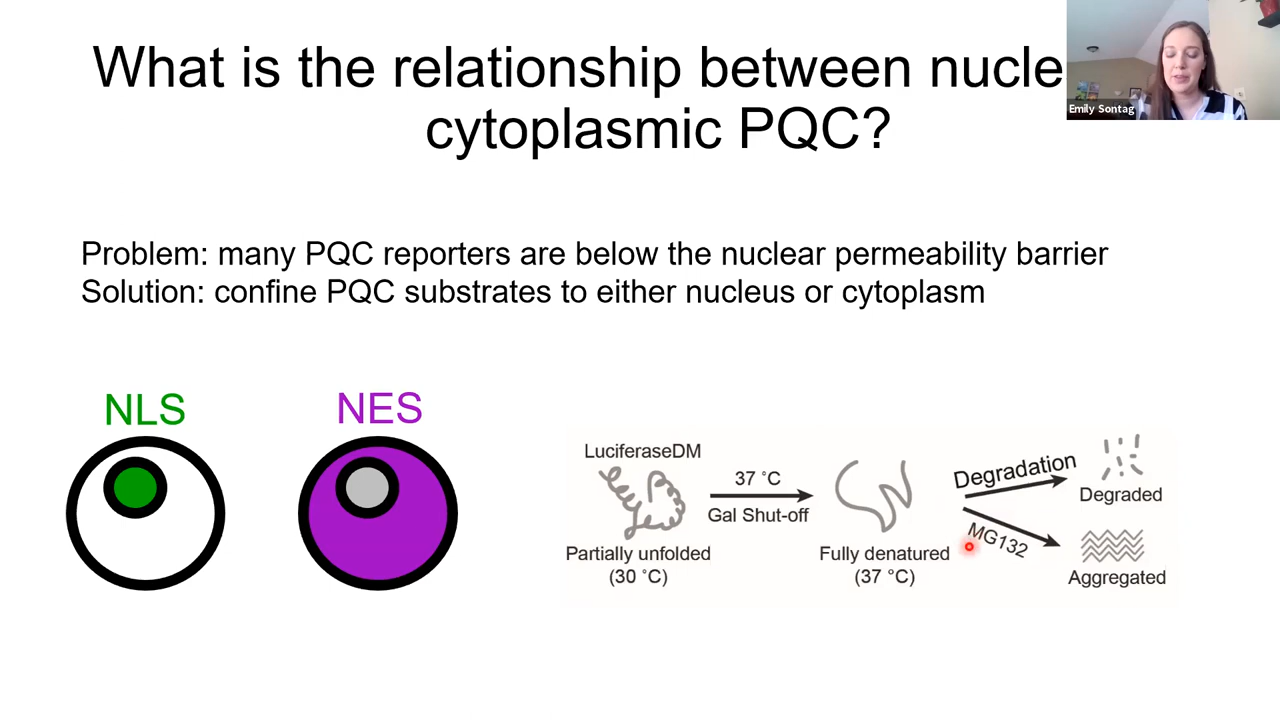 What is the relationship between nucle
cytoplasmic PQC?
Emily Sontag
Problem: many PQC reporters are below the nuclear permeability barrier
Solution: confine PQC substrates to either nucleus or cytoplasm
NLS
NES
LuciferaseDM
Partially unfolded
(30 ˚C)
37 ˚C
Gal Shut-off
Fully denatured
(37 °C)
Degradation
Degraded
MG132
Aggregated